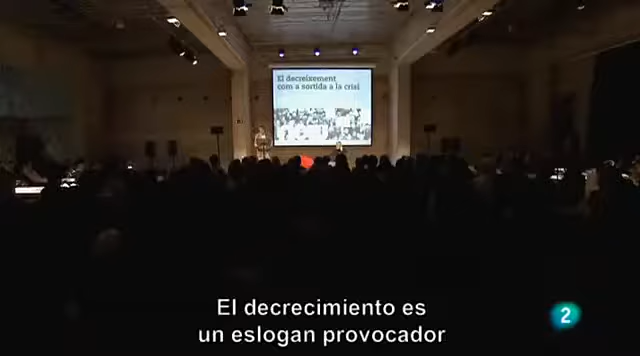 El decreixement
com a sortida a la crisi
El decrecimiento es
un eslogan provocador
2